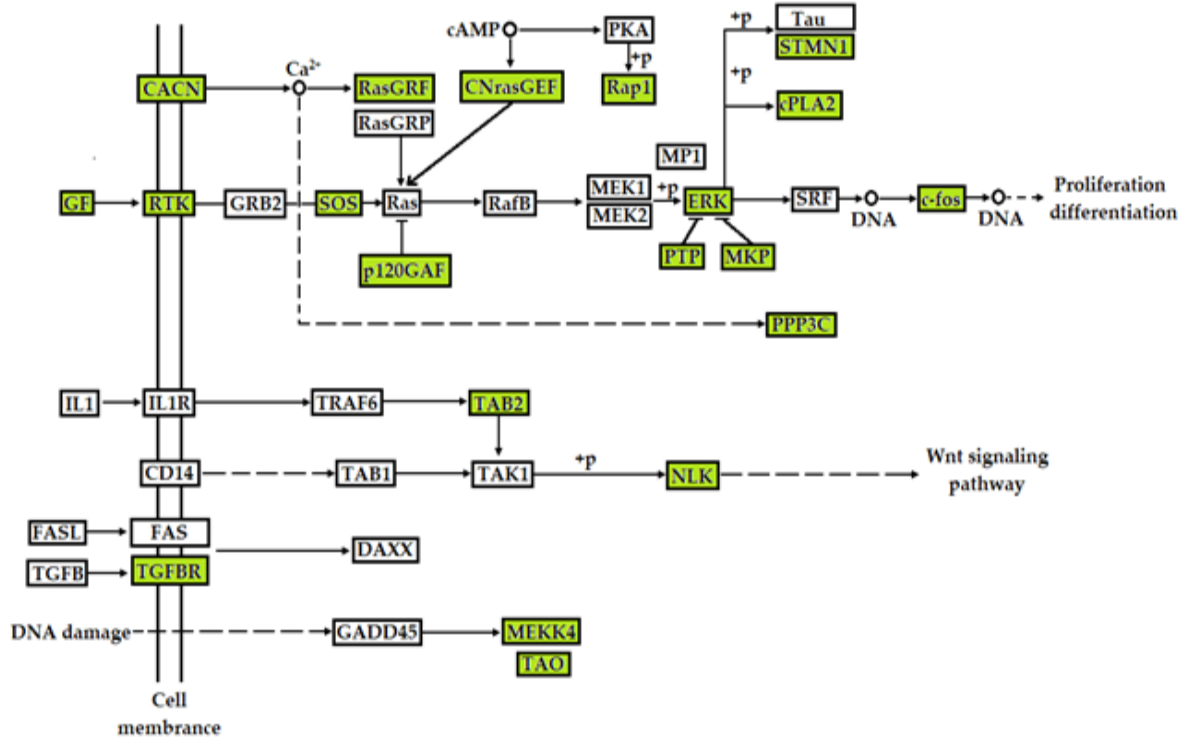 +p
Tau
cAMP
PKA
STMN1
+p
Ca²⁺
+p
CACN
RasGRF
CNrasGEF
Rap1
cPLA2
RasGRP
MP1
GF
RTK
GRB2
SOS
Ras
RafB
MEK1
MEK2
+p
ERK
SRF
DNA
c-fos
DNA
Proliferation
differentiation
p120GAF
PTP
MKP
PPP3C
IL1
IL1R
TRAF6
TAB2
CD14
TAB1
TAK1
+p
NLK
Wnt signaling
pathway
FASL
FAS
DAXX
TGFB
TGFBR
DNA damage
GADD45
MEKK4
TAO
Cell
membrance